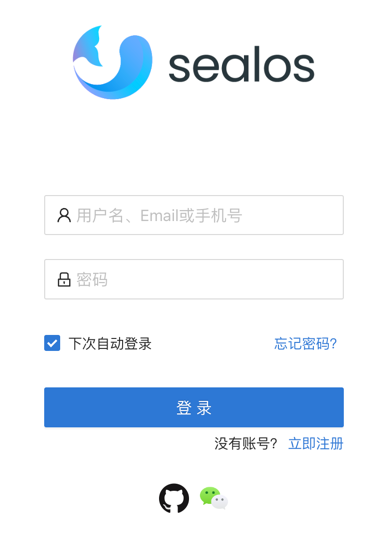 sealos
用户名、Email或手机号
密码
下次自动登录 忘记密码?
登 录
没有账号? 立即注册